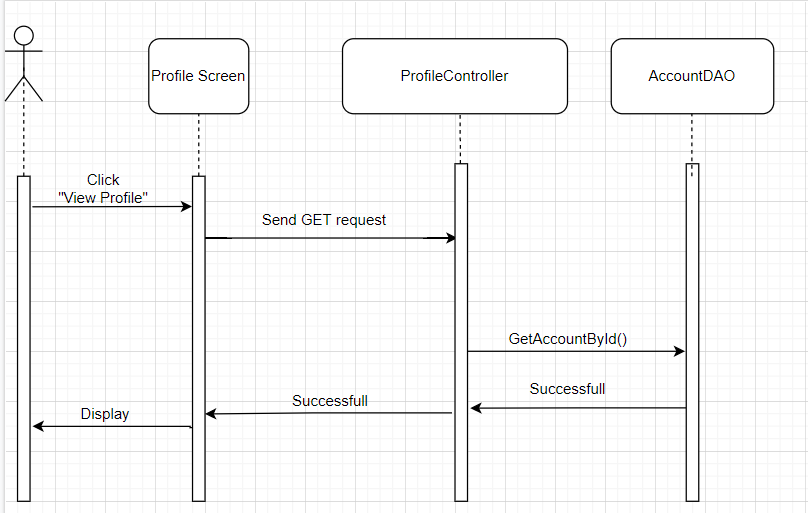 Profile Screen
ProfileController
AccountDAO
Click
"View Profile"
Send GET request
GetAccountById()
Successfull
Successfull
Display